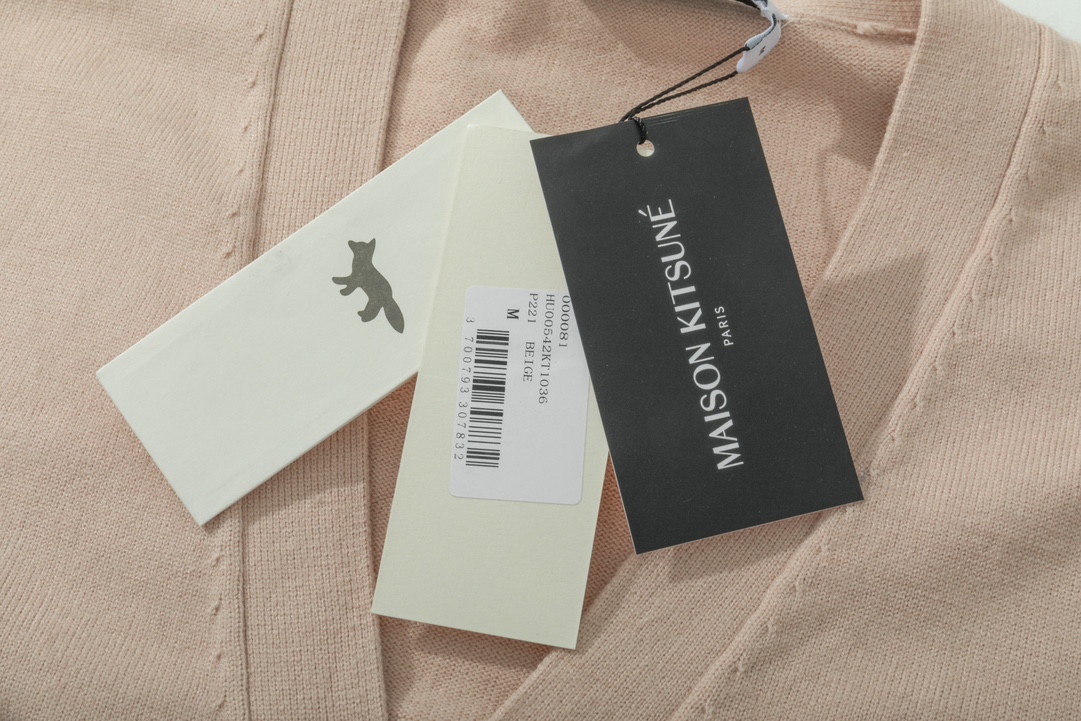 000081
HU00542KT1036
P221 BEIGE
M
3 700793 307832
MAISON KITSUNÉ
PARIS